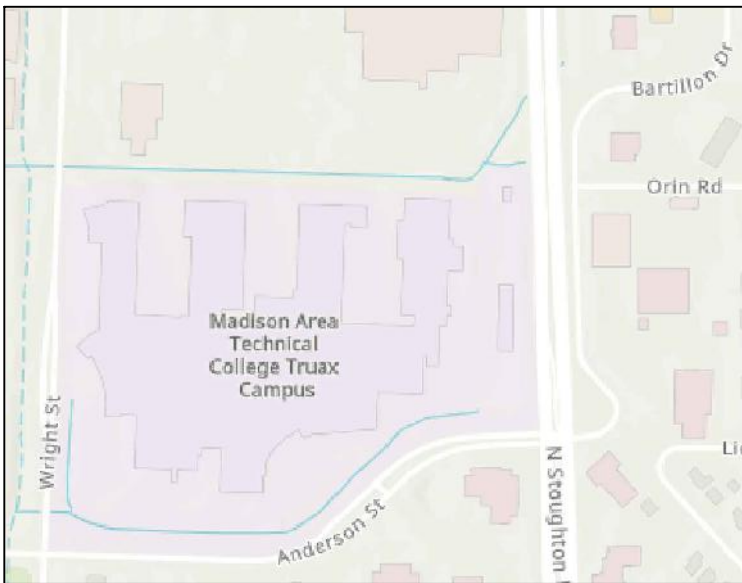 Bartillon Dr
Orin Rd
Madison Area
Technical
College Truax
Campus
Wright St
N Stoughton
Anderson St